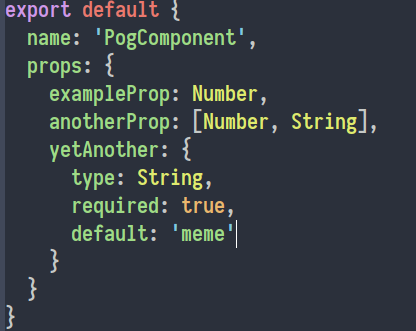 export default {
  name: 'PogComponent',
  props: {
    exampleProp: Number,
    anotherProp: [Number, String],
    yetAnother: {
      type: String,
      required: true,
      default: 'meme'
    }
  }
}